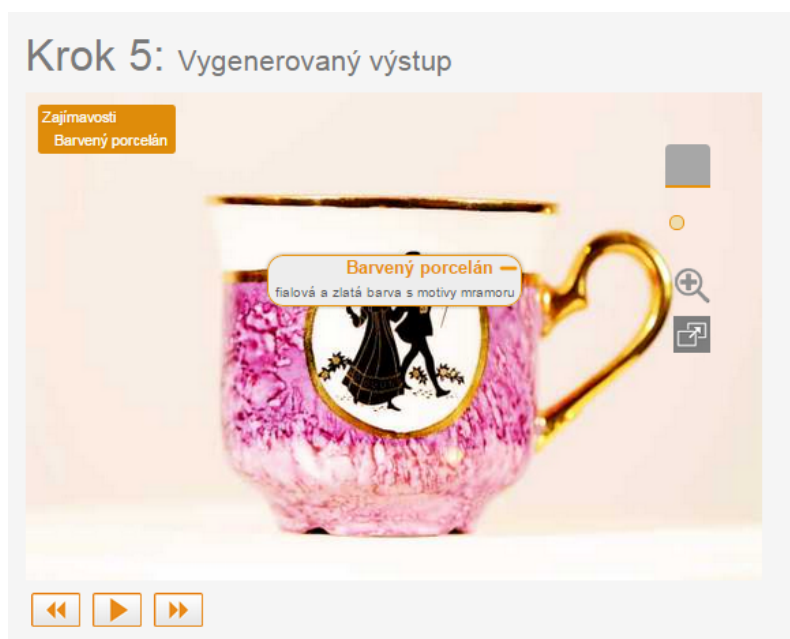 Krok 5: Vygenerovaný výstup
Zajímavosti
Barvený porcelán
Barvený porcelán
fialová a zlatá barva s motivy mramoru